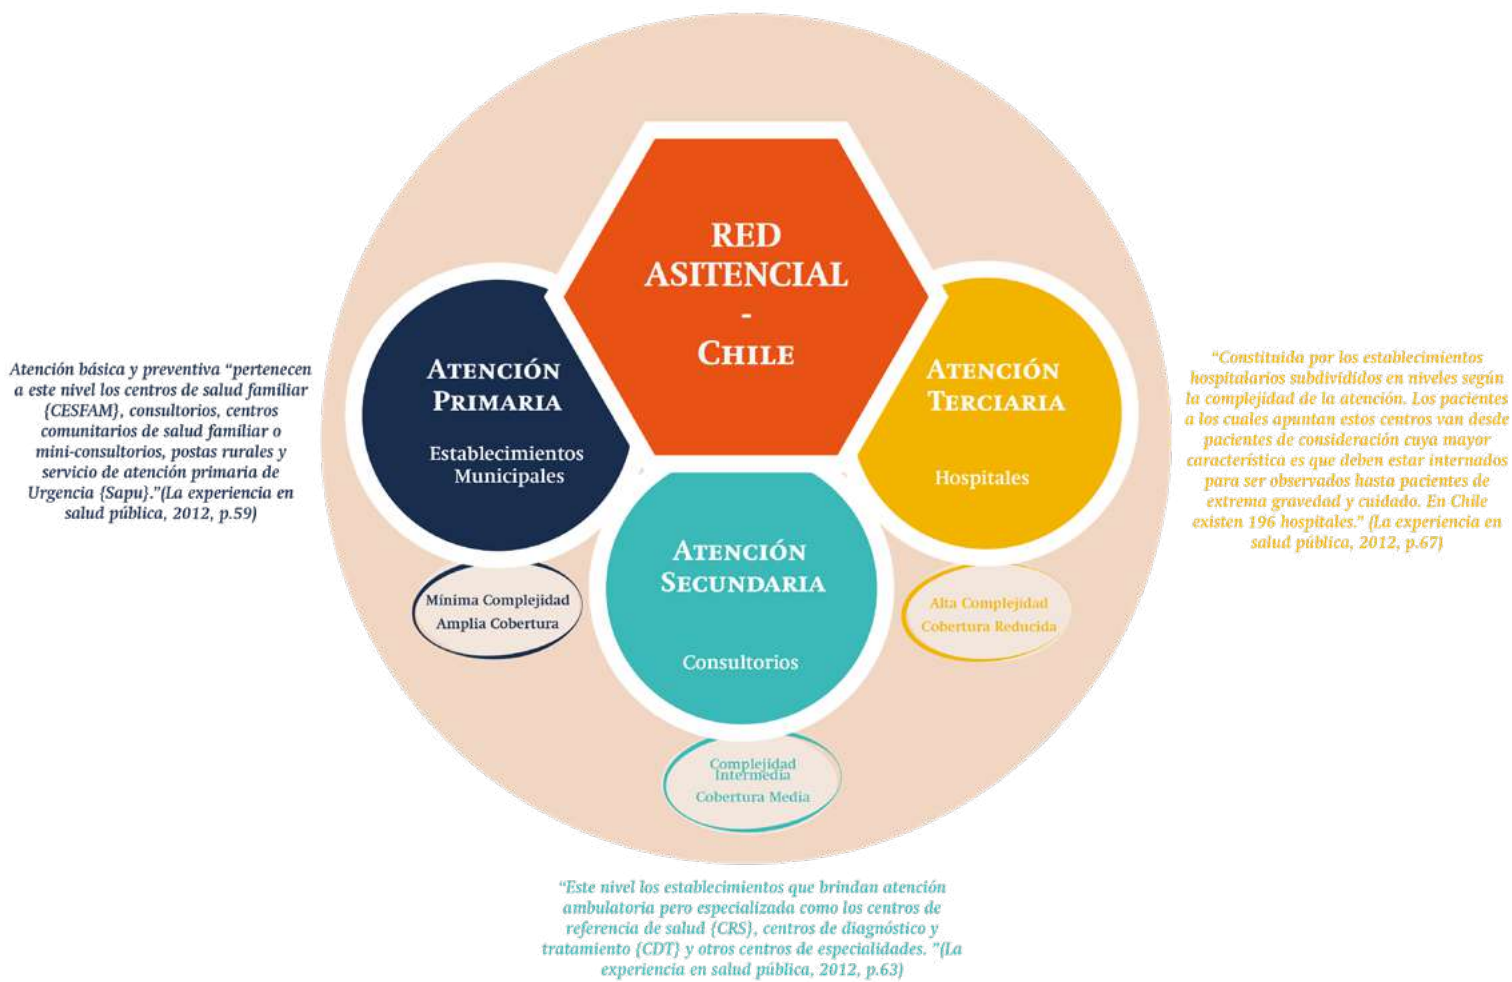 RED
ASITENCIAL
-
CHILE
ATENCIÓN
PRIMARIA
Establecimientos
Municipales
Mínima Complejidad
Amplia Cobertura
Atención básica y preventiva “pertenecen
a este nivel los centros de salud familiar
{CESFAM}, consultorios, centros
comunitarios de salud familiar o
mini-consultorios, postas rurales y
servicio de atención primaria de
Urgencia {Sapu}.”(La experiencia en
salud pública, 2012, p.59)
ATENCIÓN
SECUNDARIA
Consultorios
Complejidad
Intermedia
Cobertura Media
“Este nivel los establecimientos que brindan atención
ambulatoria pero especializada como los centros de
referencia de salud {CRS}, centros de diagnóstico y
tratamiento {CDT} y otros centros de especialidades. ”(La
experiencia en salud pública, 2012, p.63)
ATENCIÓN
TERCIARIA
Hospitales
Alta Complejidad
Cobertura Reducida
“Constituida por los establecimientos
hospitalarios subdivididos en niveles según
la complejidad de la atención. Los pacientes
a los cuales apuntan estos centros van desde
pacientes de consideración cuya mayor
característica es que deben estar internados
para ser observados hasta pacientes de
extrema gravedad y cuidado. En Chile
existen 196 hospitales.” (La experiencia en
salud pública, 2012, p.67)